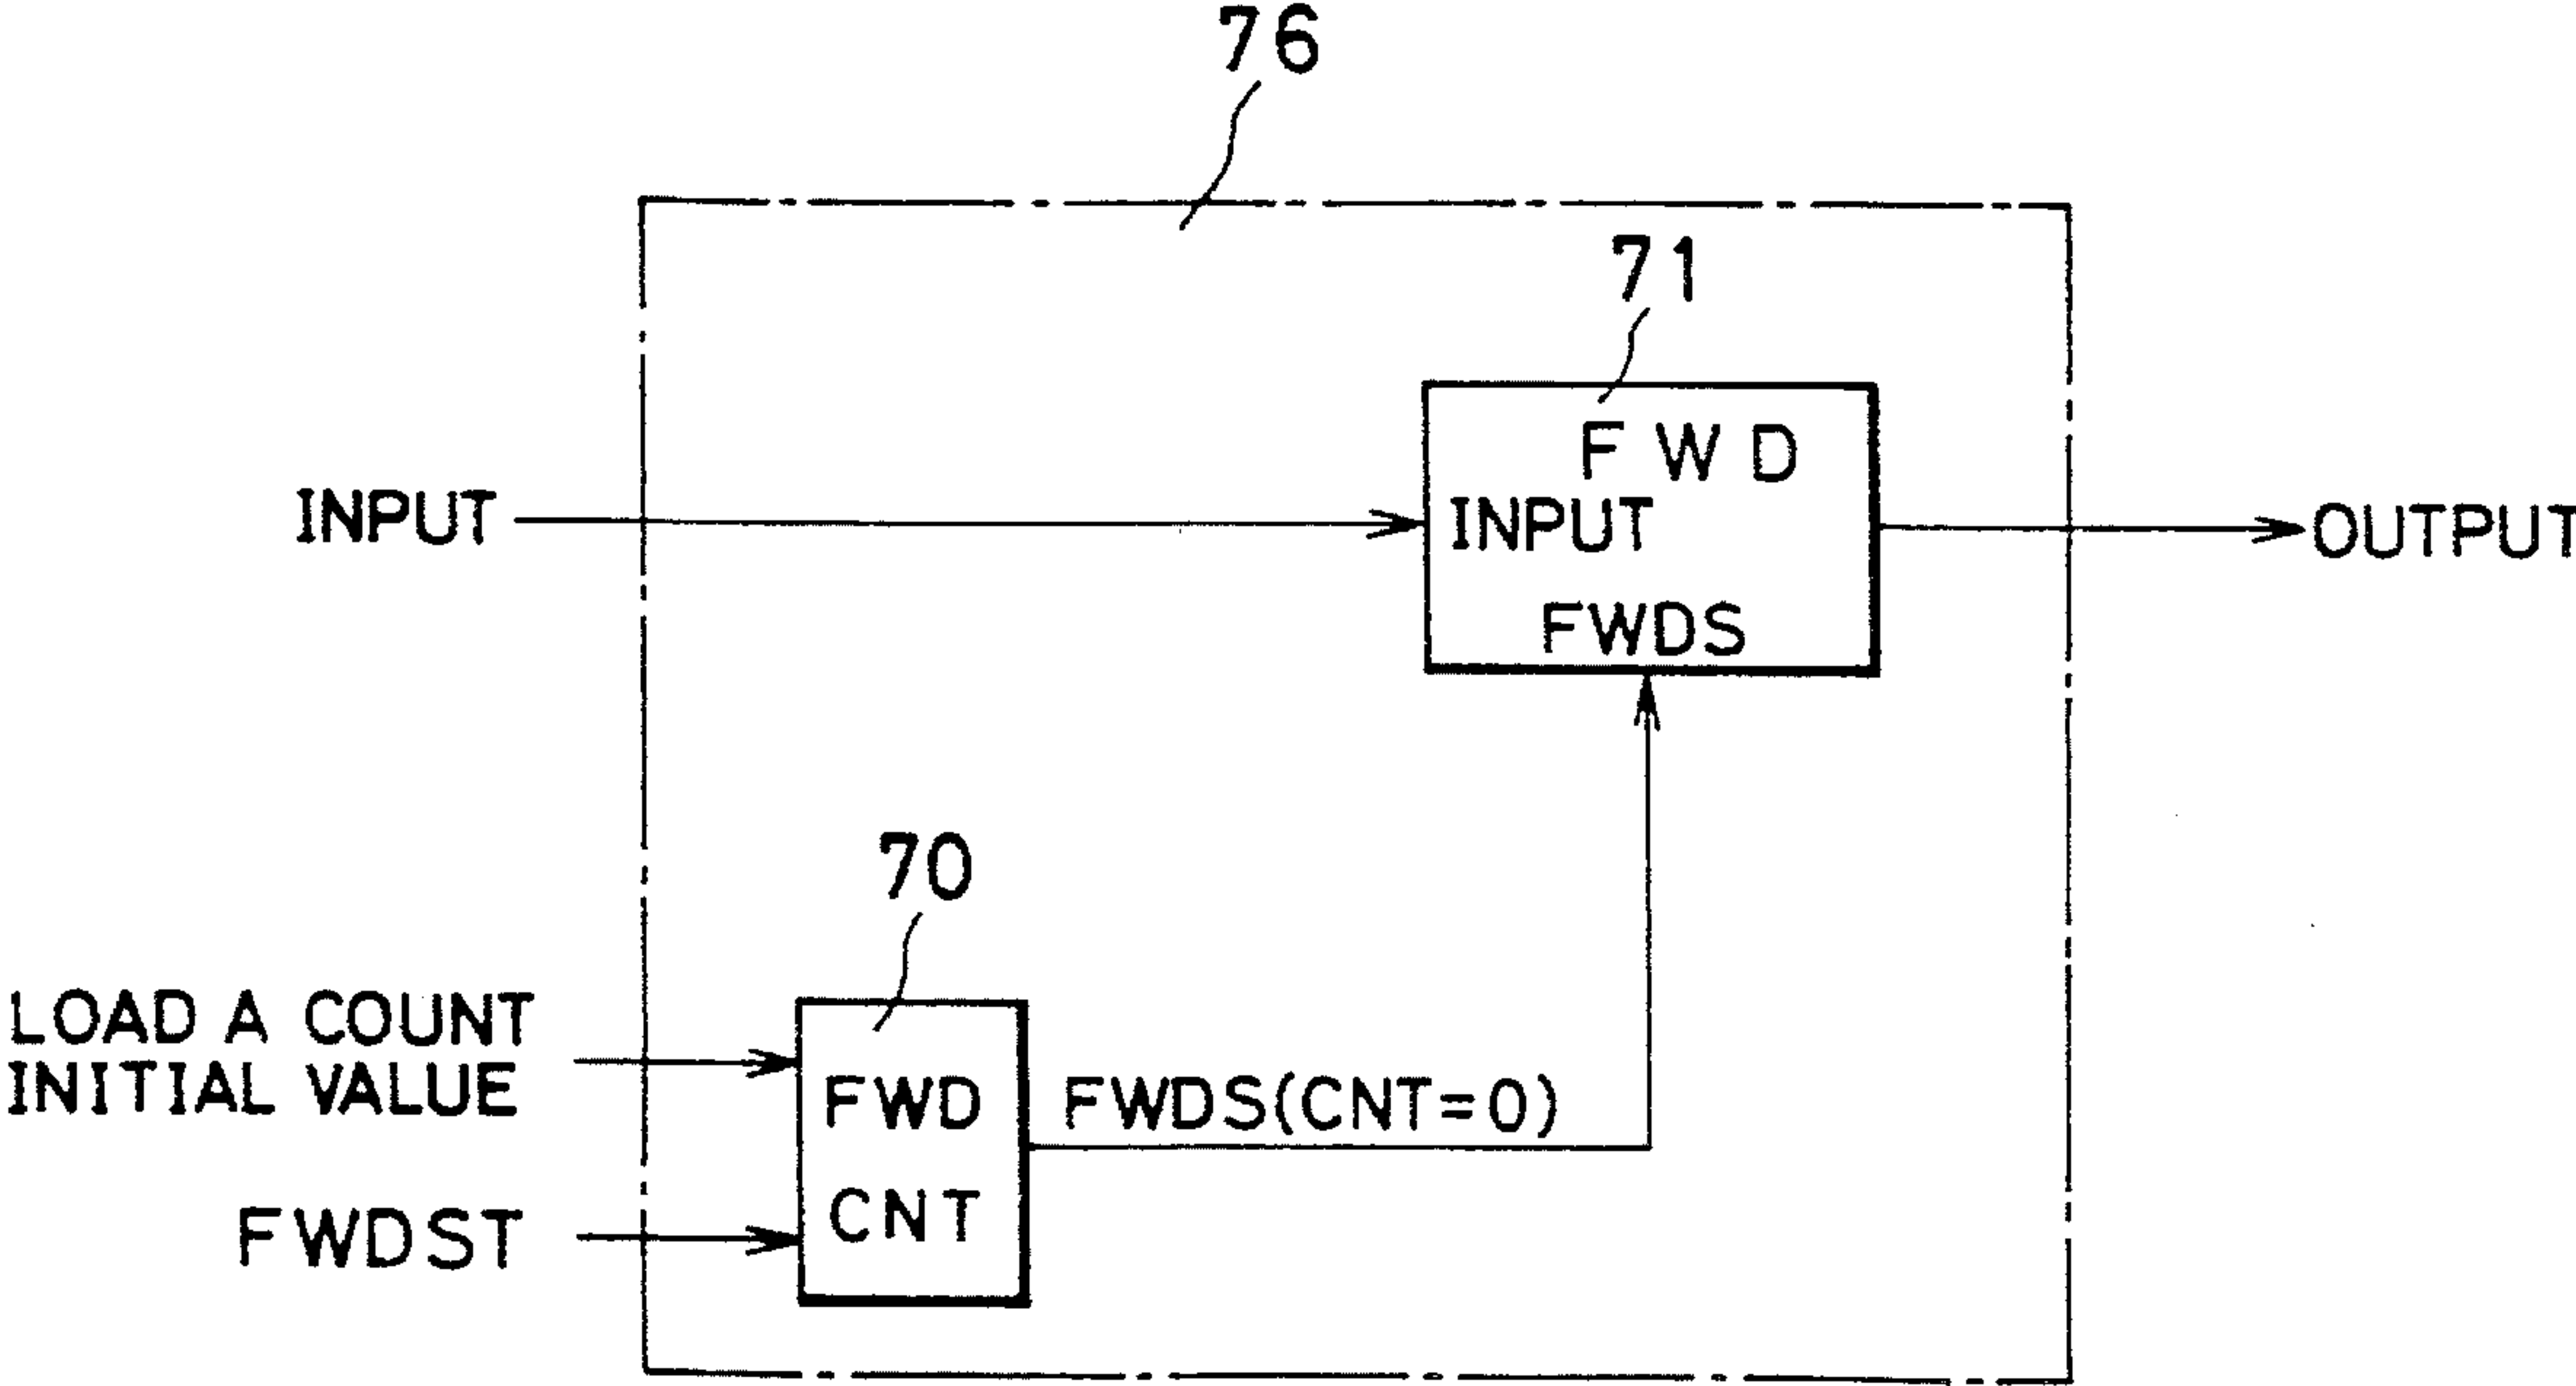 76
71
F W D
INPUT
INPUT
OUTPUT
FWDS
70
LOAD A COUNT
INITIAL VALUE
FWD
FWDS(CNT=0)
CNT
FWDST